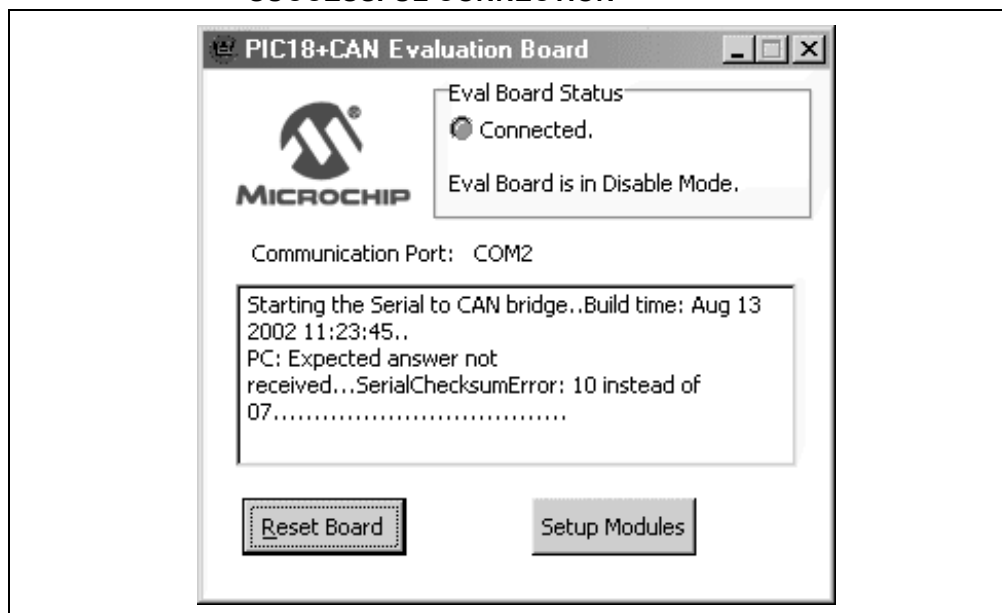 SUCCESSFUL CONNECTION
PIC18+CAN Evaluation Board
Eval Board Status
Connected.
Eval Board is in Disable Mode.
MICROCHIP
®
Communication Port: COM2
Starting the Serial to CAN bridge..Build time: Aug 13
2002 11:23:45..
PC: Expected answer not
received...SerialChecksumError: 10 instead of
07....................................
Reset Board
Setup Modules